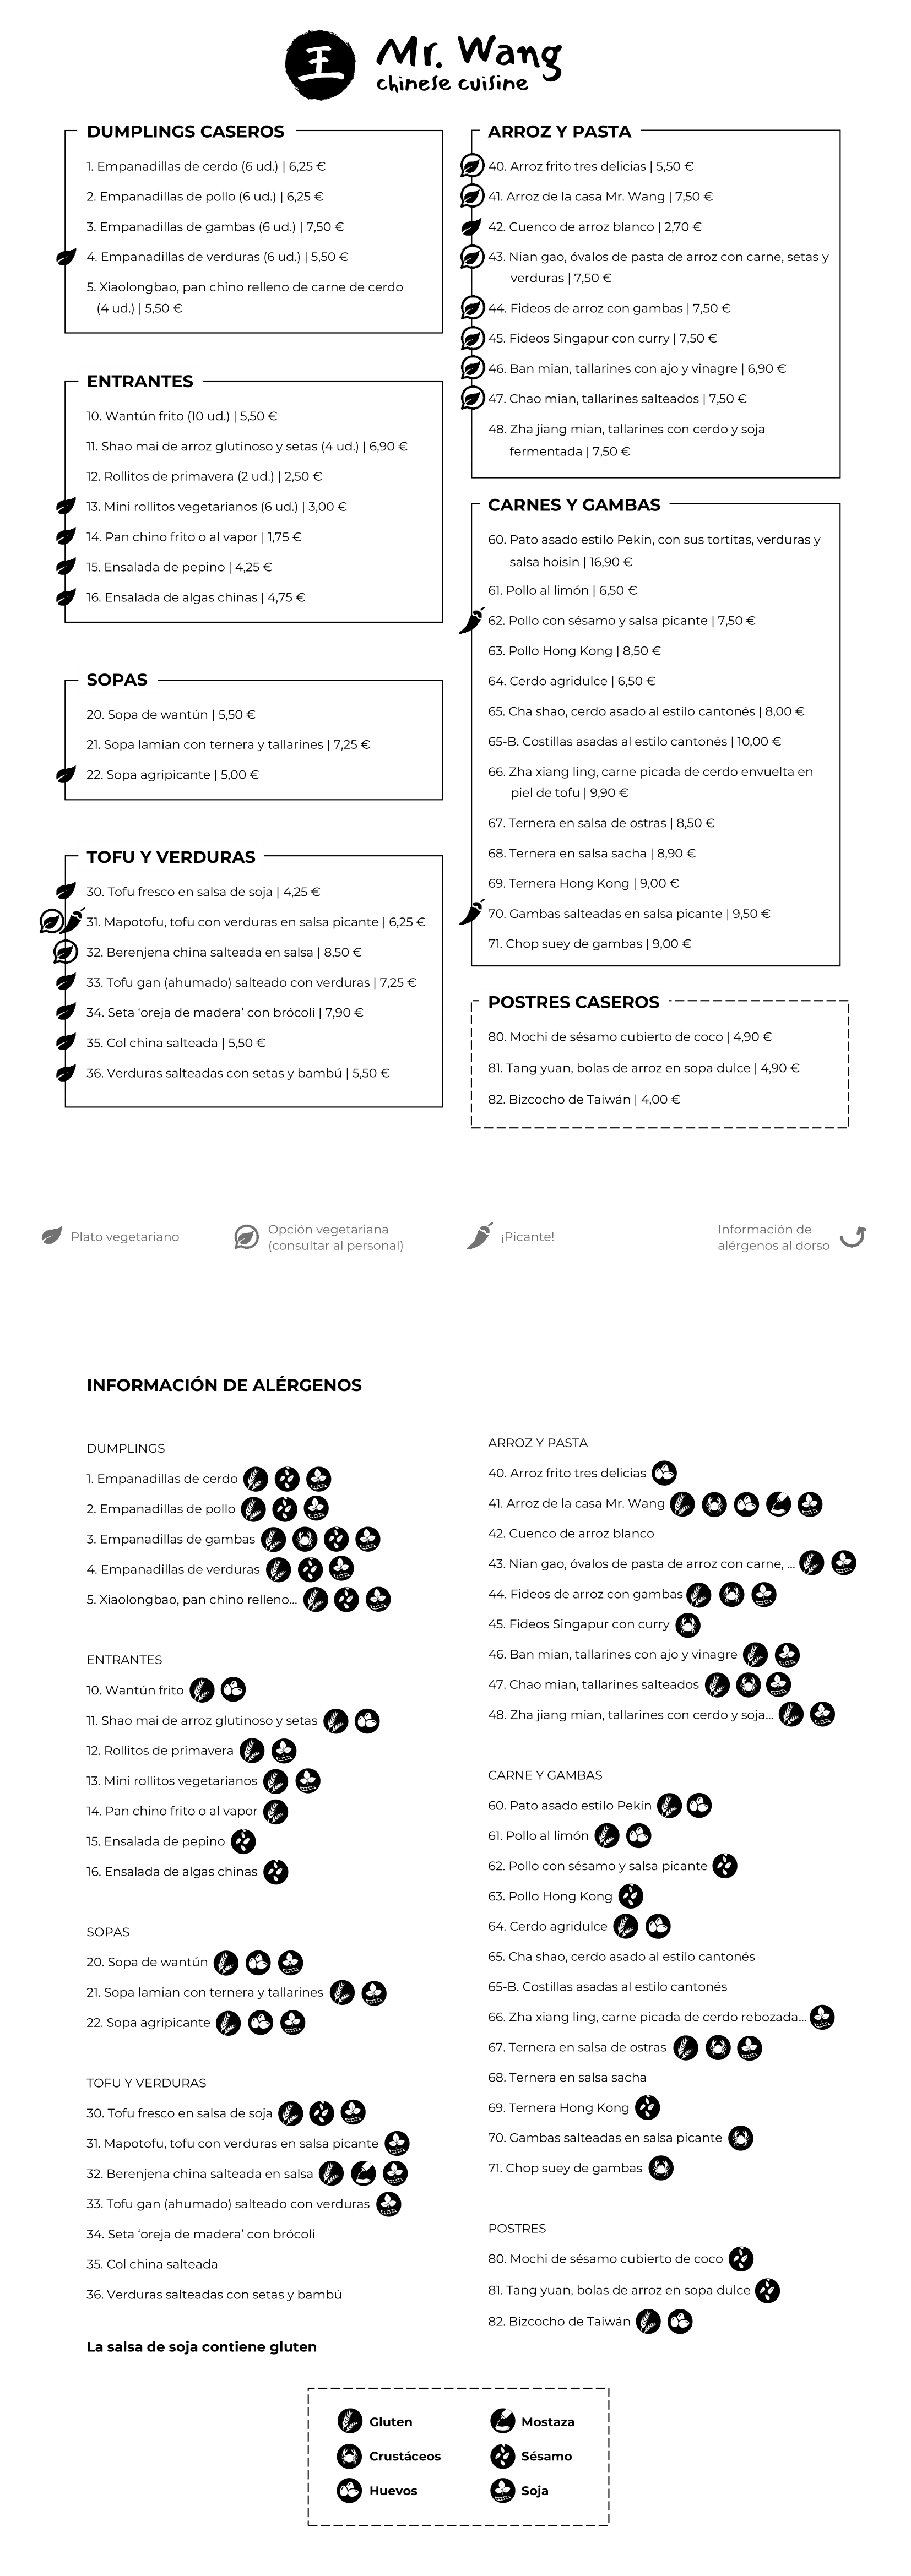 王
Mr. Wang
chinese cuisine
DUMPLINGS CASEROS
1. Empanadillas de cerdo (6 ud.) | 6,25 €
2. Empanadillas de pollo (6 ud.) | 6,25 €
3. Empanadillas de gambas (6 ud.) | 7,50 €
4. Empanadillas de verduras (6 ud.) | 5,50 €
5. Xiaolongbao, pan chino relleno de carne de cerdo
(4 ud.) | 5,50 €
ENTRANTES
10. Wantún frito (10 ud.) | 5,50 €
11. Shao mai de arroz glutinoso y setas (4 ud.) | 6,90 €
12. Rollitos de primavera (2 ud.) | 2,50 €
13. Mini rollitos vegetarianos (6 ud.) | 3,00 €
14. Pan chino frito o al vapor | 1,75 €
15. Ensalada de pepino | 4,25 €
16. Ensalada de algas chinas | 4,75 €
SOPAS
20. Sopa de wantún | 5,50 €
21. Sopa lamian con ternera y tallarines | 7,25 €
22. Sopa agripicante | 5,00 €
TOFU Y VERDURAS
30. Tofu fresco en salsa de soja | 4,25 €
31. Mapotofu, tofu con verduras en salsa picante | 6,25 €
32. Berenjena china salteada en salsa | 8,50 €
33. Tofu gan (ahumado) salteado con verduras | 7,25 €
34. Seta ‘oreja de madera’ con brócoli | 7,90 €
35. Col china salteada | 5,50 €
36. Verduras salteadas con setas y bambú | 5,50 €
ARROZ Y PASTA
40. Arroz frito tres delicias | 5,50 €
41. Arroz de la casa Mr. Wang | 7,50 €
42. Cuenco de arroz blanco | 2,70 €
43. Nian gao, óvalos de pasta de arroz con carne, setas y
verduras | 7,50 €
44. Fideos de arroz con gambas | 7,50 €
45. Fideos Singapur con curry | 7,50 €
46. Ban mian, tallarines con ajo y vinagre | 6,90 €
47. Chao mian, tallarines salteados | 7,50 €
48. Zha jiang mian, tallarines con cerdo y soja
fermentada | 7,50 €
CARNES Y GAMBAS
60. Pato asado estilo Pekín, con sus tortitas, verduras y
salsa hoisin | 16,90 €
61. Pollo al limón | 6,50 €
62. Pollo con sésamo y salsa picante | 7,50 €
63. Pollo Hong Kong | 8,50 €
64. Cerdo agridulce | 6,50 €
65. Cha shao, cerdo asado al estilo cantonés | 8,00 €
65-B. Costillas asadas al estilo cantonés | 10,00 €
66. Zha xiang ling, carne picada de cerdo envuelta en
piel de tofu | 9,90 €
67. Ternera en salsa de ostras | 8,50 €
68. Ternera en salsa sacha | 8,90 €
69. Ternera Hong Kong | 9,00 €
70. Gambas salteadas en salsa picante | 9,50 €
71. Chop suey de gambas | 9,00 €
POSTRES CASEROS
80. Mochi de sésamo cubierto de coco | 4,90 €
81. Tang yuan, bolas de arroz en sopa dulce | 4,90 €
82. Bizcocho de Taiwán | 4,00 €
Plato vegetariano
Opción vegetariana
(consultar al personal)
¡Picante!
Información de
alérgenos al dorso
INFORMACIÓN DE ALÉRGENOS
DUMPLINGS
1. Empanadillas de cerdo
2. Empanadillas de pollo
3. Empanadillas de gambas
4. Empanadillas de verduras
5. Xiaolongbao, pan chino relleno...
ENTRANTES
10. Wantún frito
11. Shao mai de arroz glutinoso y setas
12. Rollitos de primavera
13. Mini rollitos vegetarianos
14. Pan chino frito o al vapor
15. Ensalada de pepino
16. Ensalada de algas chinas
SOPAS
20. Sopa de wantún
21. Sopa lamian con ternera y tallarines
22. Sopa agripicante
TOFU Y VERDURAS
30. Tofu fresco en salsa de soja
31. Mapotofu, tofu con verduras en salsa picante
32. Berenjena china salteada en salsa
33. Tofu gan (ahumado) salteado con verduras
34. Seta ‘oreja de madera’ con brócoli
35. Col china salteada
36. Verduras salteadas con setas y bambú
La salsa de soja contiene gluten
ARROZ Y PASTA
40. Arroz frito tres delicias
41. Arroz de la casa Mr. Wang
42. Cuenco de arroz blanco
43. Nian gao, óvalos de pasta de arroz con carne, ...
44. Fideos de arroz con gambas
45. Fideos Singapur con curry
46. Ban mian, tallarines con ajo y vinagre
47. Chao mian, tallarines salteados
48. Zha jiang mian, tallarines con cerdo y soja...
CARNE Y GAMBAS
60. Pato asado estilo Pekín
61. Pollo al limón
62. Pollo con sésamo y salsa picante
63. Pollo Hong Kong
64. Cerdo agridulce
65. Cha shao, cerdo asado al estilo cantonés
65-B. Costillas asadas al estilo cantonés
66. Zha xiang ling, carne picada de cerdo rebozada...
67. Ternera en salsa de ostras
68. Ternera en salsa sacha
69. Ternera Hong Kong
70. Gambas salteadas en salsa picante
71. Chop suey de gambas
POSTRES
80. Mochi de sésamo cubierto de coco
81. Tang yuan, bolas de arroz en sopa dulce
82. Bizcocho de Taiwán
Gluten
Crustáceos
Huevos
Mostaza
Sésamo
Soja